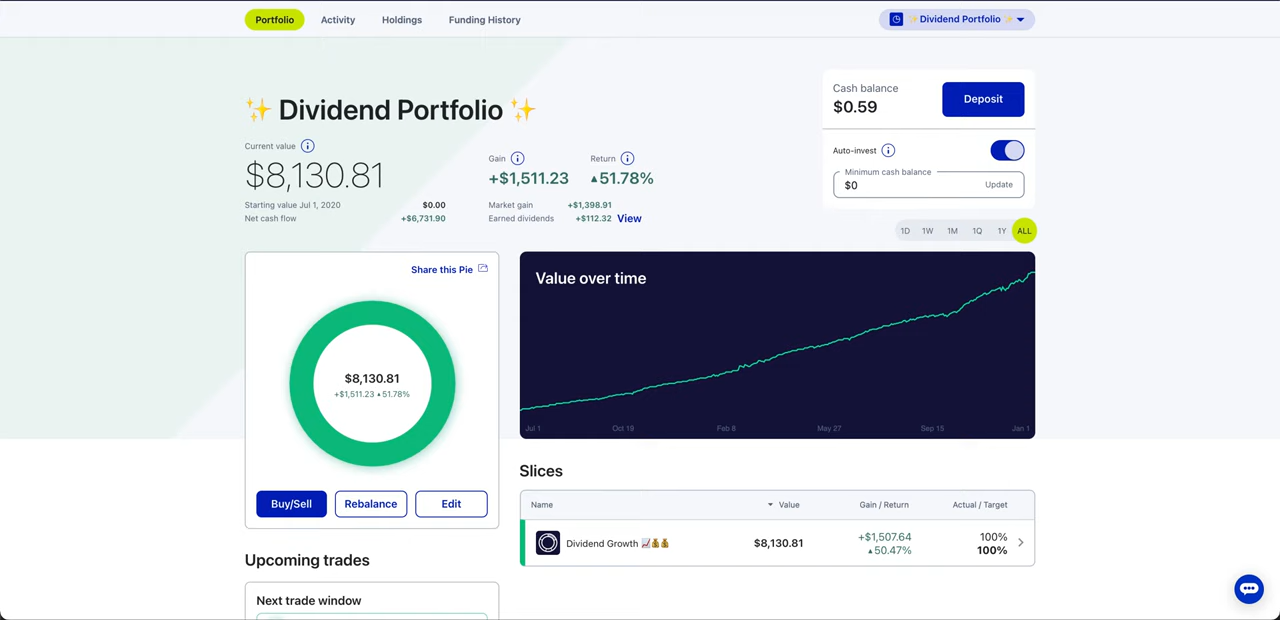 Portfolio
Activity
Holdings
Funding History
✨ Dividend Portfolio ✨
✨ Dividend Portfolio ✨
Current value
$8,130.81
Starting value Jul 1, 2020 $0.00
Net cash flow +$6,731.90
Gain
+$1,511.23
Return
▲51.78%
Market gain +$1,398.91
Earned dividends +$112.32 View
Cash balance
$0.59
Deposit
Auto-invest
Minimum cash balance
$0
Update
1D 1W 1M 1Q 1Y ALL
Share this Pie
$8,130.81
+$1,511.23 ▲51.78%
Buy/Sell
Rebalance
Edit
Value over time
Jul 1 Oct 19 Feb 8 May 27 Sep 15 Jan 1
Slices
Name Value Gain / Return Actual / Target
Dividend Growth 📈💰💰 $8,130.81
+$1,507.64
▲50.47%
100%
100%
Upcoming trades
Next trade window